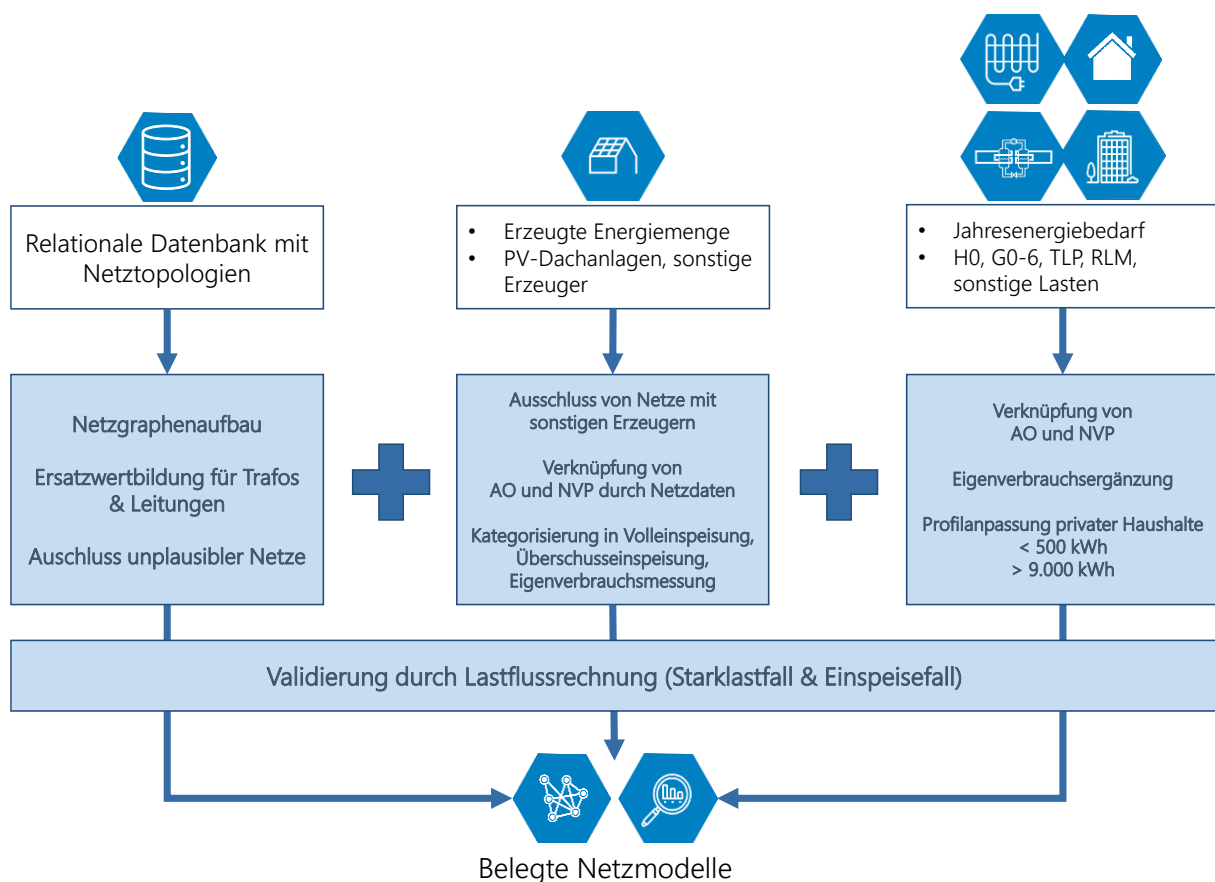 Relationale Datenbank mit
Netztopologien
• Erzeugte Energiemenge
• PV-Dachanlagen, sonstige
Erzeuger
• Jahresenergiebedarf
• H0, G0-6, TLP, RLM,
sonstige Lasten
Netzgraphenaufbau
Ersatzwertbildung für Trafos
& Leitungen
Auschluss unplausibler Netze
Ausschluss von Netze mit
sonstigen Erzeugern
Verknüpfung von
AO und NVP durch Netzdaten
Kategorisierung in Volleinspeisung,
Überschusseinspeisung,
Eigenverbrauchsmessung
Verknüpfung von
AO und NVP
Eigenverbrauchsergänzung
Profilanpassung privater Haushalte
< 500 kWh
> 9.000 kWh
Validierung durch Lastflussrechnung (Starklastfall & Einspeisefall)
Belegte Netzmodelle